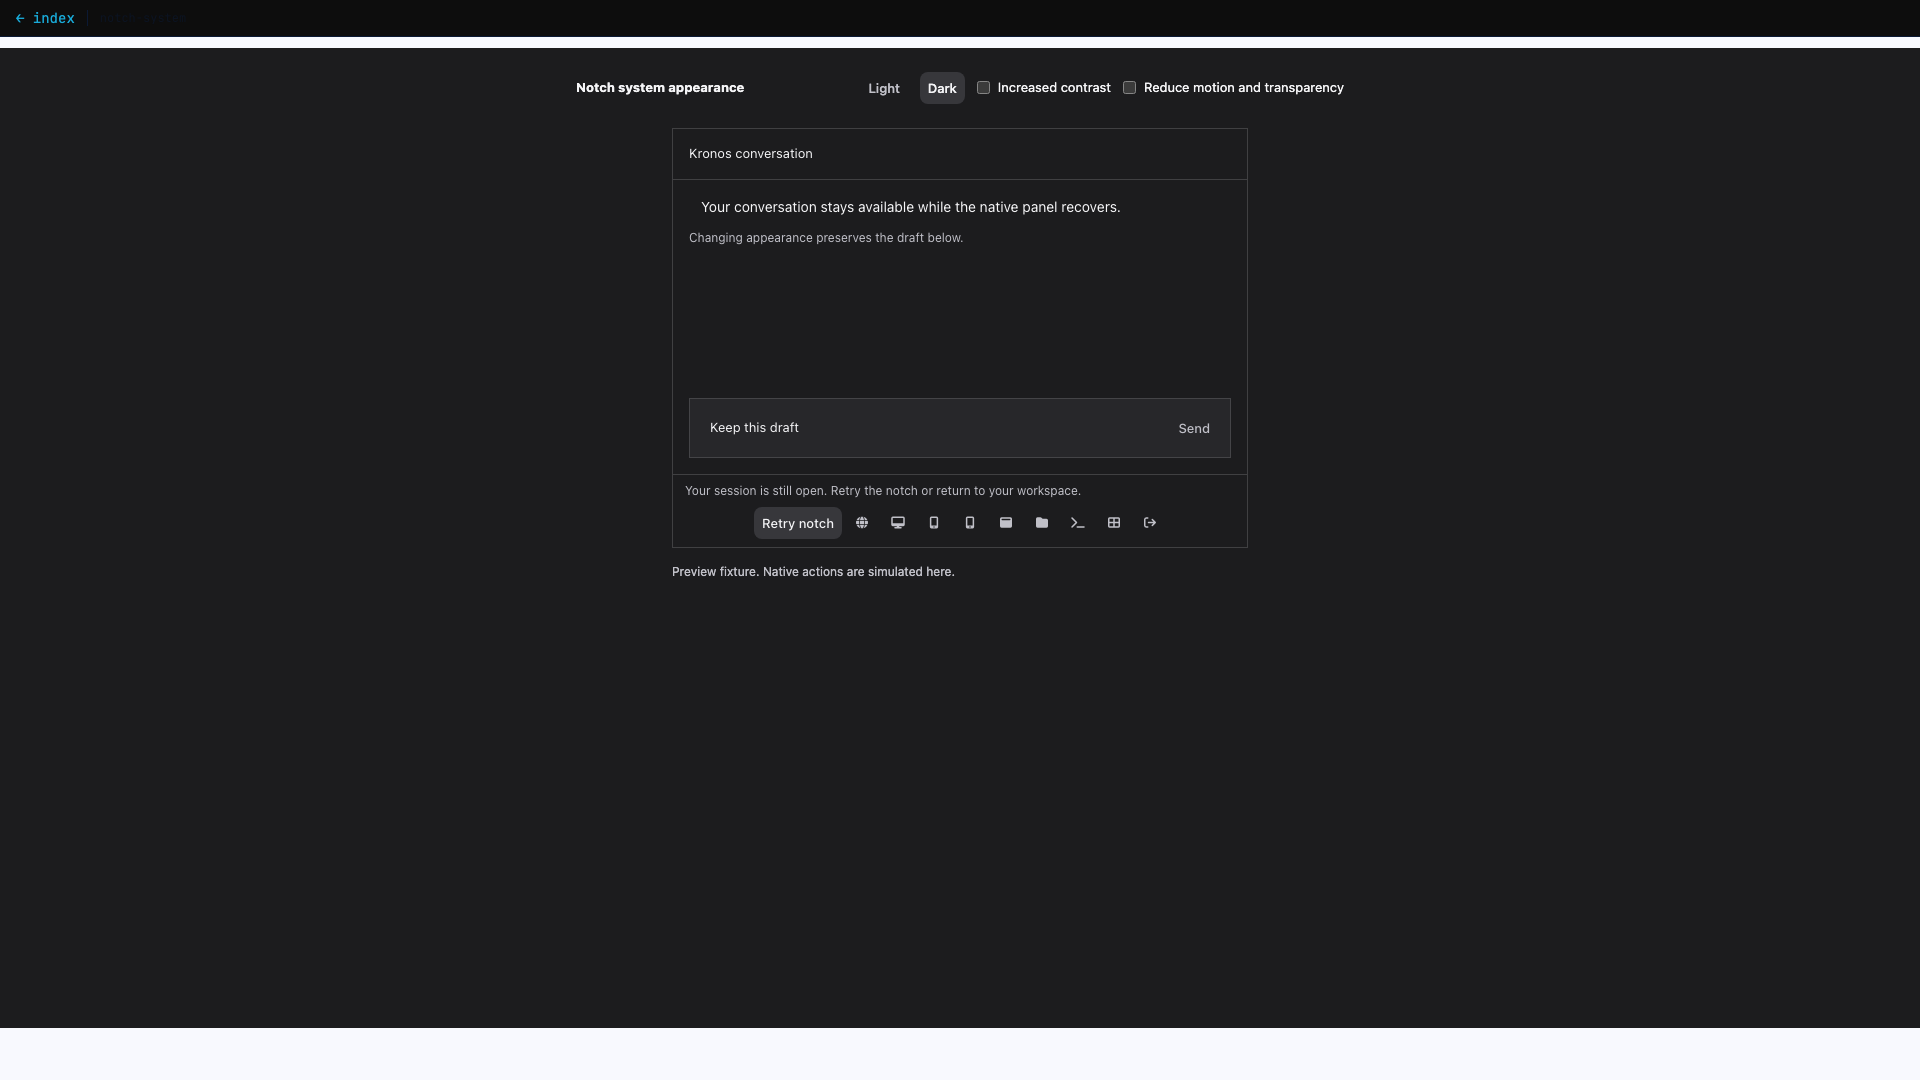 ← index
Notch system appearance
Light
Dark
Increased contrast
Reduce motion and transparency
Kronos conversation
Your conversation stays available while the native panel recovers.
Changing appearance preserves the draft below.
Keep this draft
Send
Your session is still open. Retry the notch or return to your workspace.
Retry notch
Preview fixture. Native actions are simulated here.